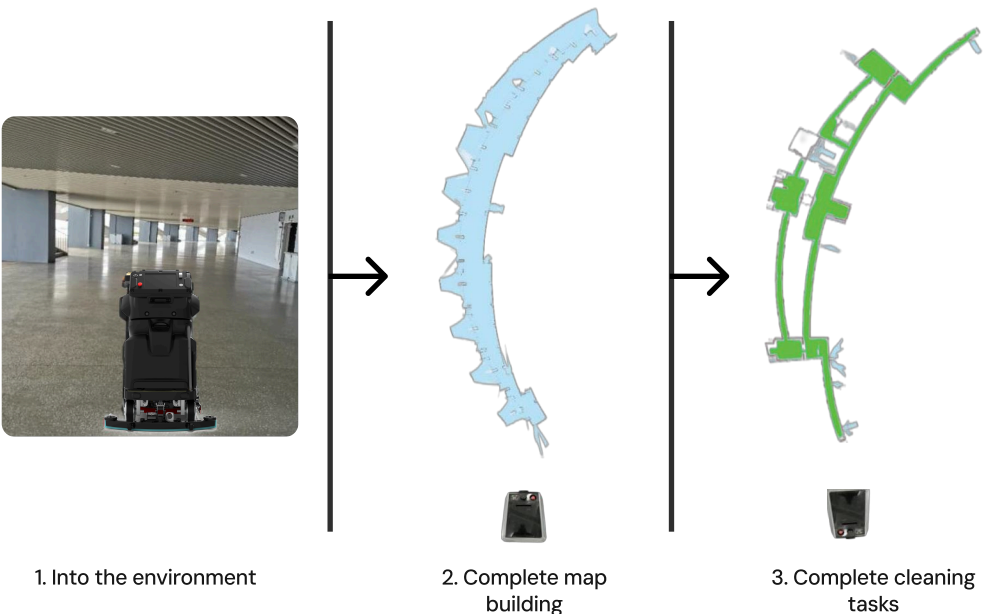 1. Into the environment
2. Complete map
building
3. Complete cleaning
tasks